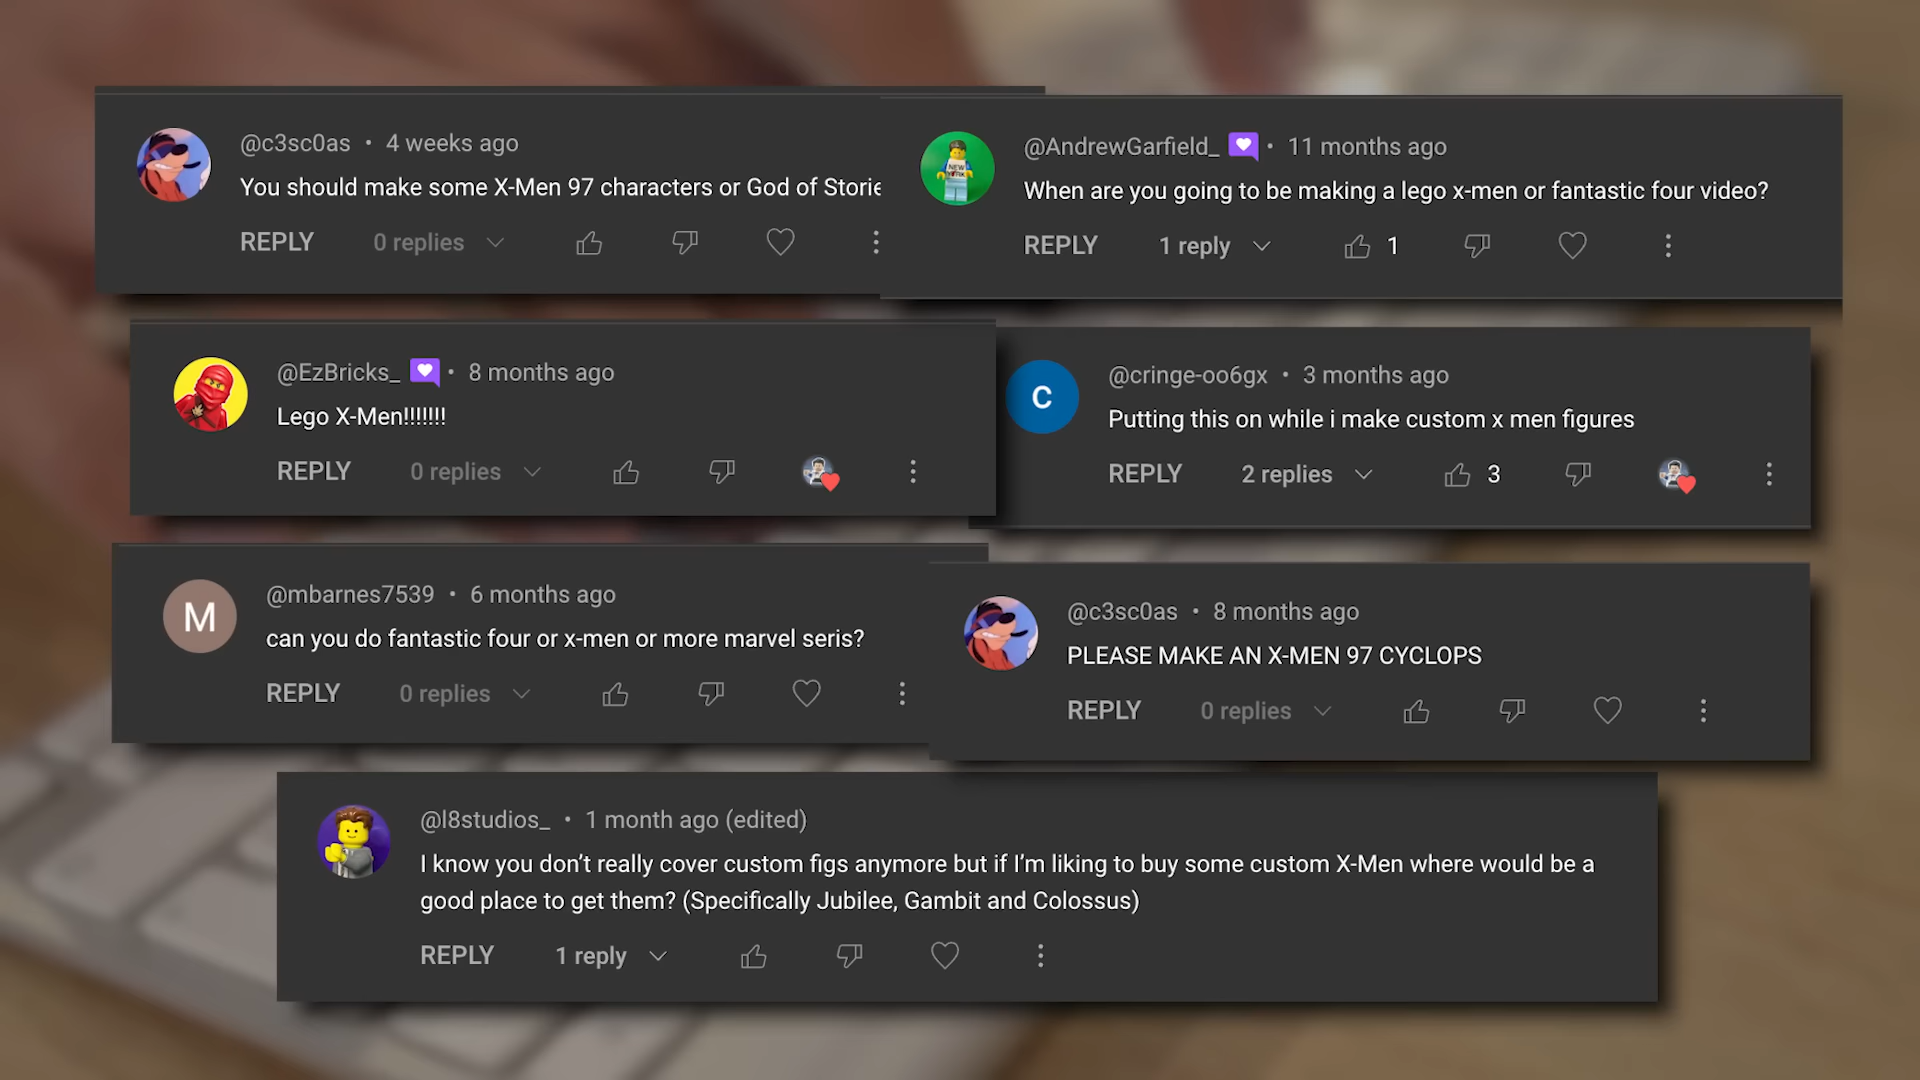 @c3sc0as • 4 weeks ago
You should make some X-Men 97 characters or God of
REPLY 0 replies
@AndrewGarfield_ • 11 months ago
When are you going to be making a lego x-men or fantastic four video?
REPLY 1 reply 1
NEW YORK
@EzBricks_ • 8 months ago
Lego X-Men!!!!!!!
REPLY 0 replies
C
@cringe-oo6gx • 3 months ago
Putting this on while i make custom x men figures
REPLY 2 replies 3
M
@mbarnes7539 • 6 months ago
can you do fantastic four or x-men or more marvel seris?
REPLY 0 replies
@c3sc0as • 8 months ago
PLEASE MAKE AN X-MEN 97 CYCLOPS
REPLY 0 replies
@l8studios_ • 1 month ago (edited)
I know you don’t really cover custom figs anymore but if I’m liking to buy some custom X-Men where would be a
good place to get them? (Specifically Jubilee, Gambit and Colossus)
REPLY 1 reply